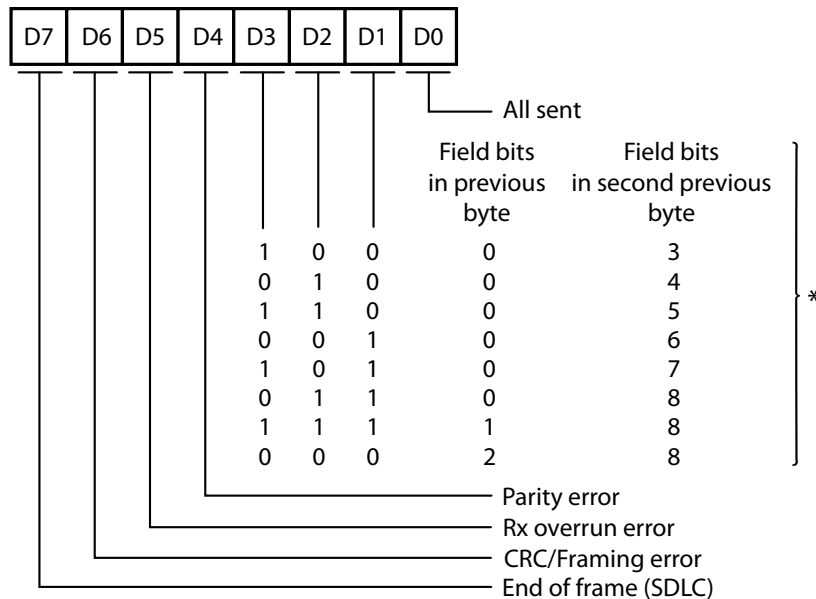 D7 D6 D5 D4 D3 D2 D1 D0
All sent
Field bits Field bits
in previous in second previous
byte byte
1 0 0 0 3
0 1 0 0 4
1 1 0 0 5
0 0 1 0 6
1 0 1 0 7
0 1 1 0 8
1 1 1 1 8
0 0 0 2 8
*
Parity error
Rx overrun error
CRC/Framing error
End of frame (SDLC)